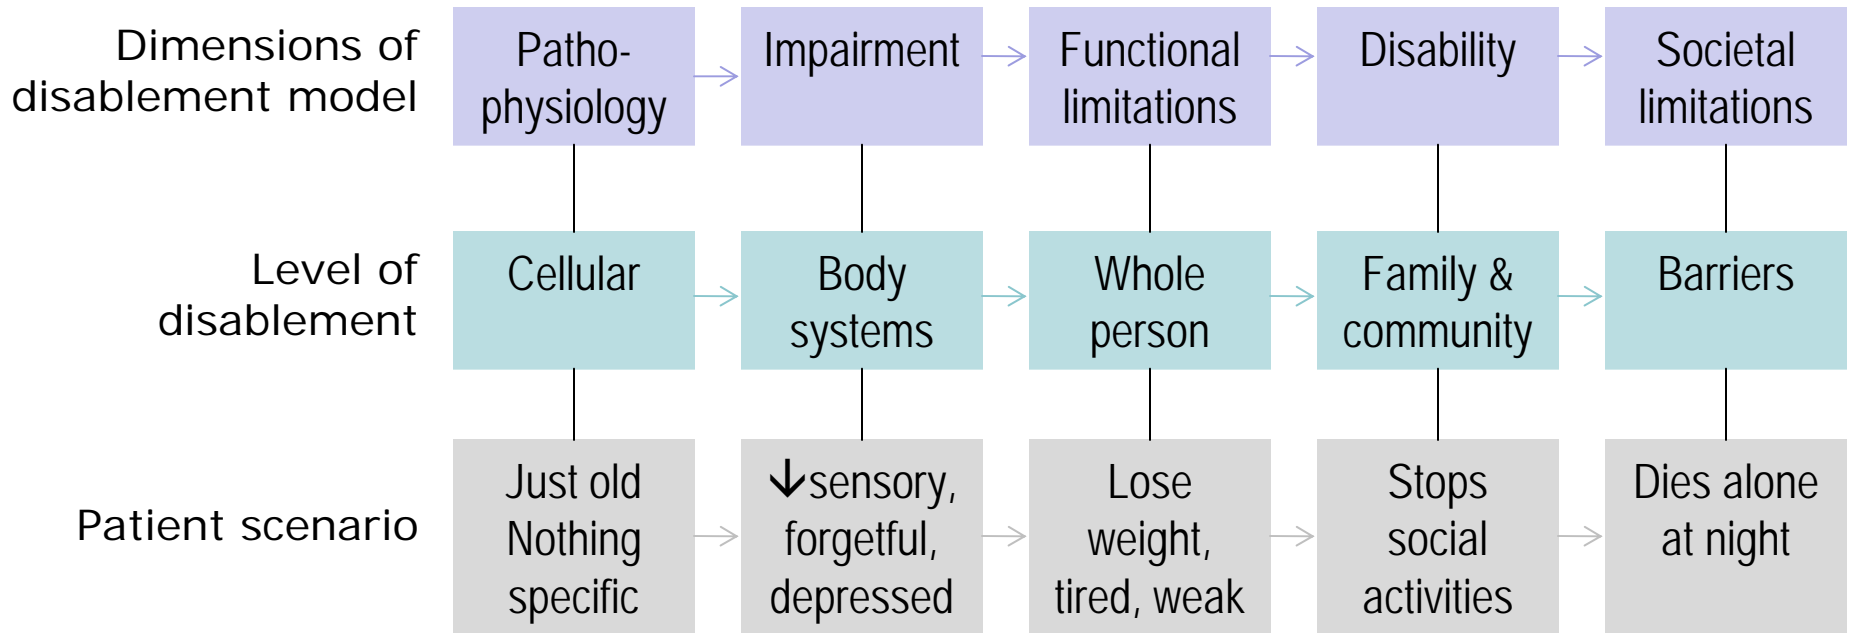 Dimensions of
disablement model
Patho-
physiology
Impairment
Functional
limitations
Disability
Societal
limitations
Level of
disablement
Cellular
Body
systems
Whole
person
Family &
community
Barriers
Patient scenario
Just old
Nothing
specific
↓sensory,
forgetful,
depressed
Lose
weight,
tired, weak
Stops
social
activities
Dies alone
at night